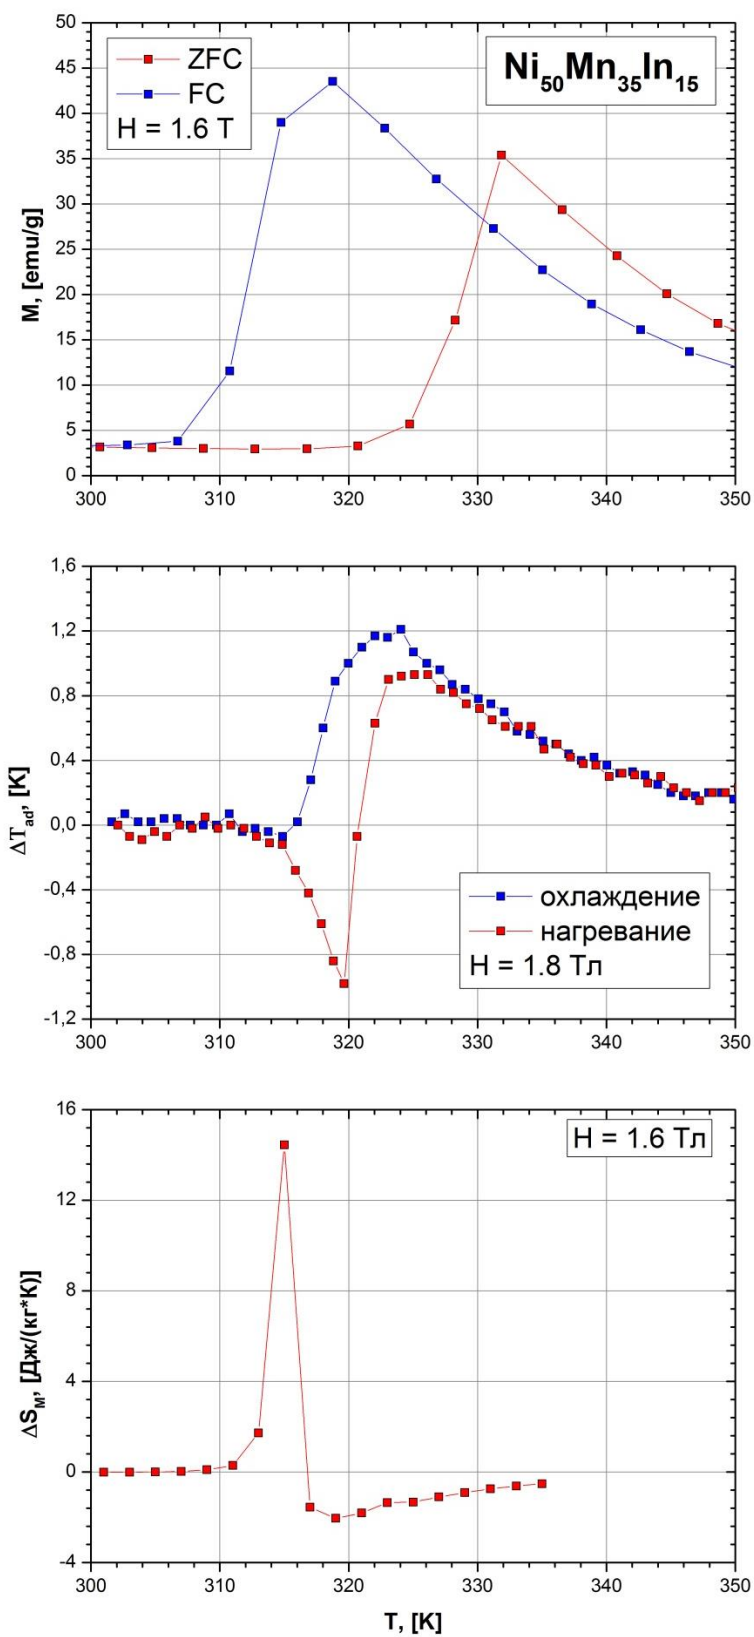 50
45
40
35
30
25
20
15
10
5
0
M, [emu/g]
ZFC
FC
H = 1.6 T
Ni50Mn35In15
300 310 320 330 340 350
1,6
1,2
0,8
0,4
0,0
-0,4
-0,8
-1,2
ΔTad, [K]
охлаждение
нагревание
H = 1.8 Тл
300 310 320 330 340 350
16
12
8
4
0
-4
ΔSM, [Дж/(кг*К)]
H = 1.6 Тл
300 310 320 330 340 350
T, [K]